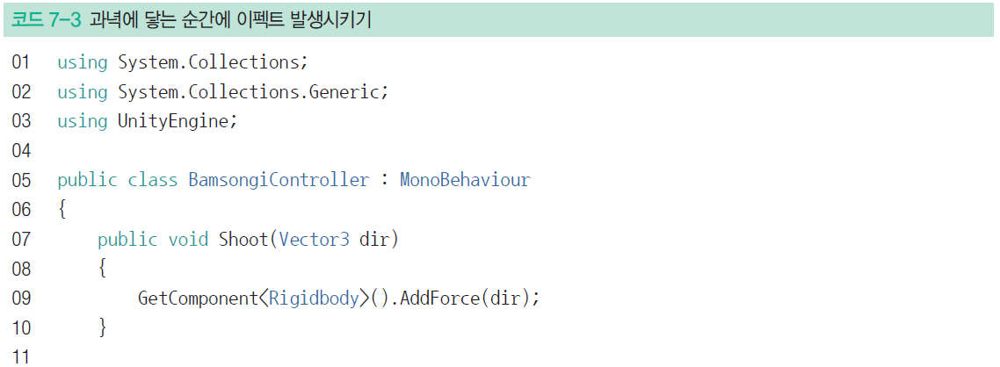 코드 7-3 과녁에 닿는 순간에 이펙트 발생시키기
01 using System.Collections;
02 using System.Collections.Generic;
03 using UnityEngine;
04
05 public class BamsongiController : MonoBehaviour
06 {
07     public void Shoot(Vector3 dir)
08     {
09         GetComponent<Rigidbody>().AddForce(dir);
10     }
11